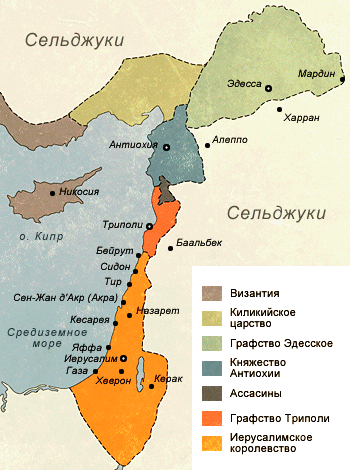 Сельджуки
Эдесса
Мардин
Харран
Антиохия
Алеппо
Никосия
о. Кипр
Сельджуки
Триполи
Баальбек
Бейрут
Сидон
Тир
Сен-Жан д'Акр (Акра)
Назарет
Кесарея
Средиземное
море
Яффа
Иерусалим
Газа
Хеврон
Керак
Византия
Киликийское
царство
Графство Эдесское
Княжество
Антиохии
Ассасины
Графство Триполи
Иерусалимское
королевство